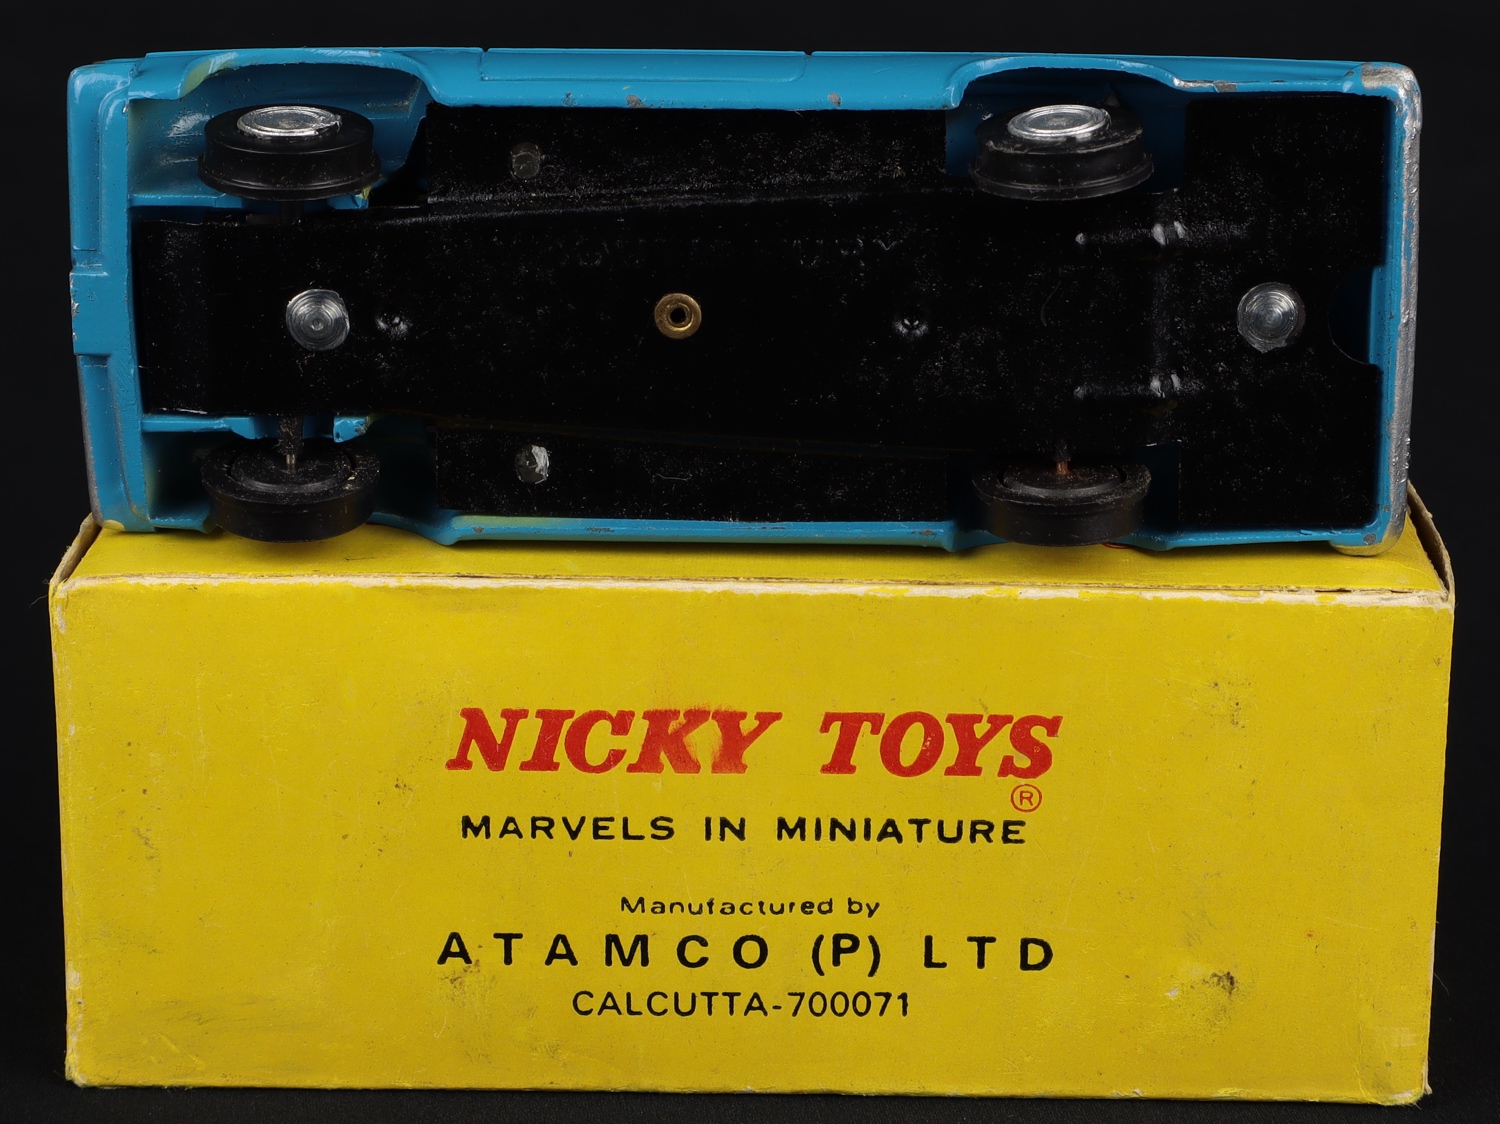 NICKY TOYS
®
MARVELS IN MINIATURE
Manufactured by
ATAMCO (P) LTD
CALCUTTA-700071